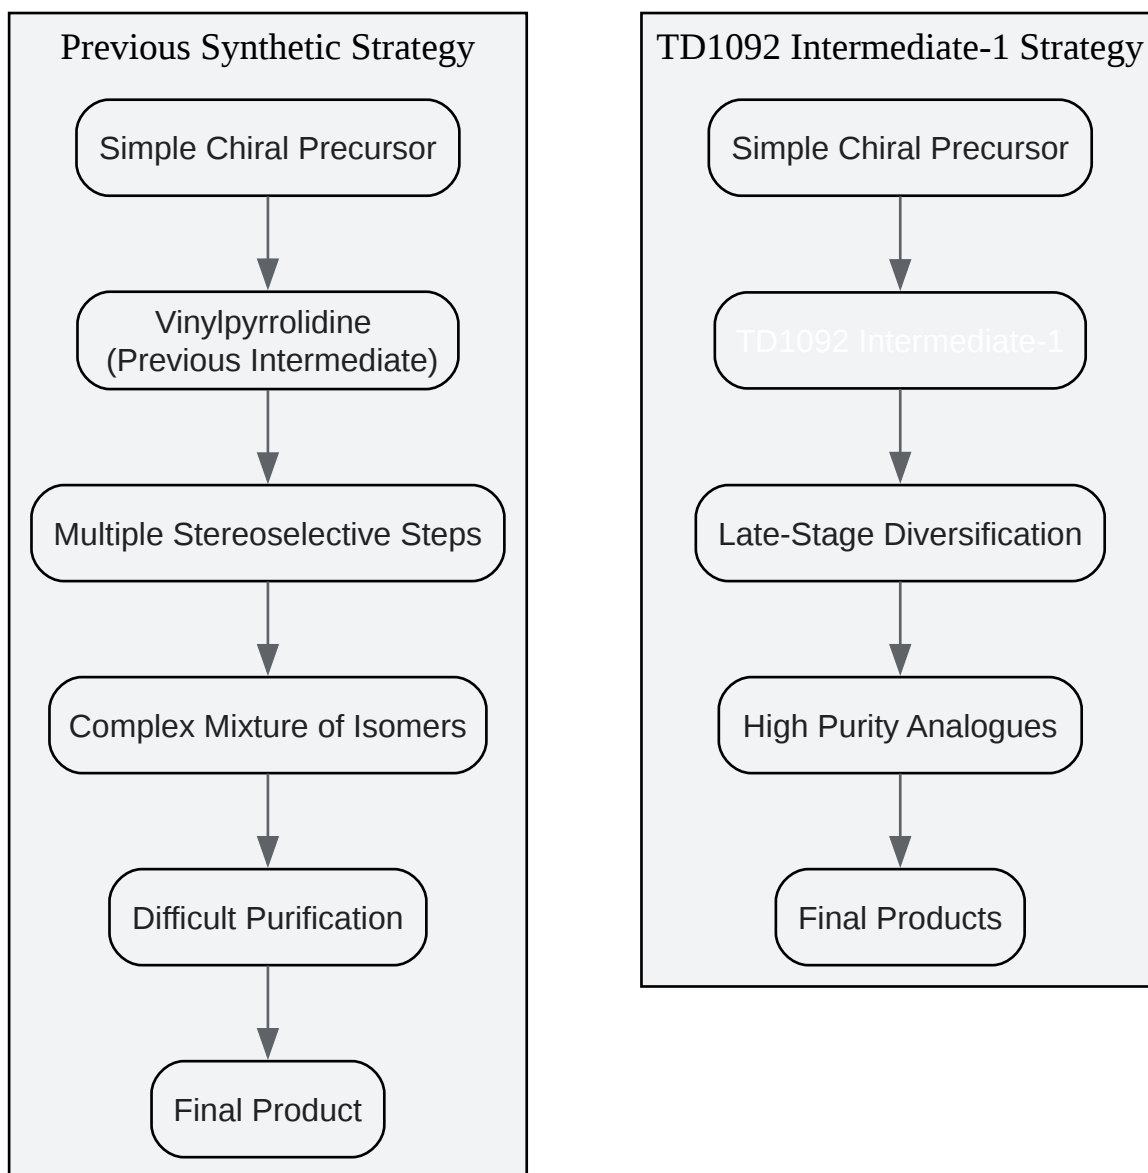 Previous Synthetic Strategy
Simple Chiral Precursor
Vinylpyrrolidine
(Previous Intermediate)
Multiple Stereoselective Steps
Complex Mixture of Isomers
Difficult Purification
Final Product
TD1092 Intermediate-1 Strategy
Simple Chiral Precursor
TD1092 Intermediate-1
Late-Stage Diversification
High Purity Analogues
Final Products